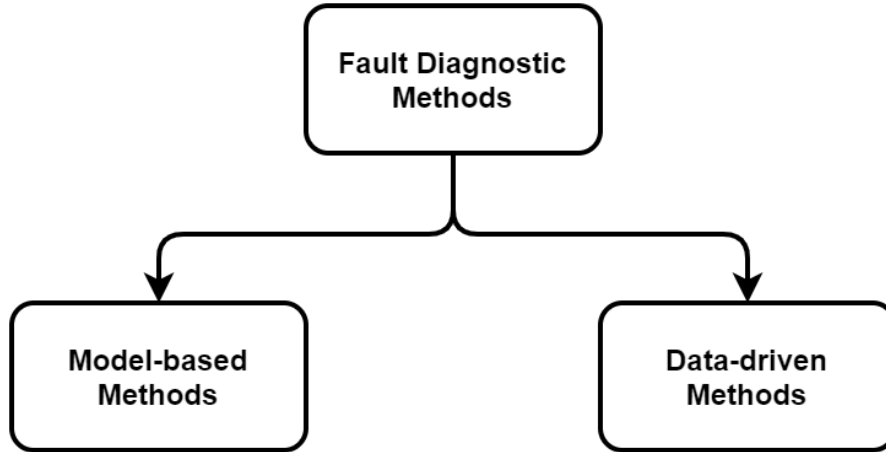 Fault Diagnostic
Methods
Model-based
Methods
Data-driven
Methods